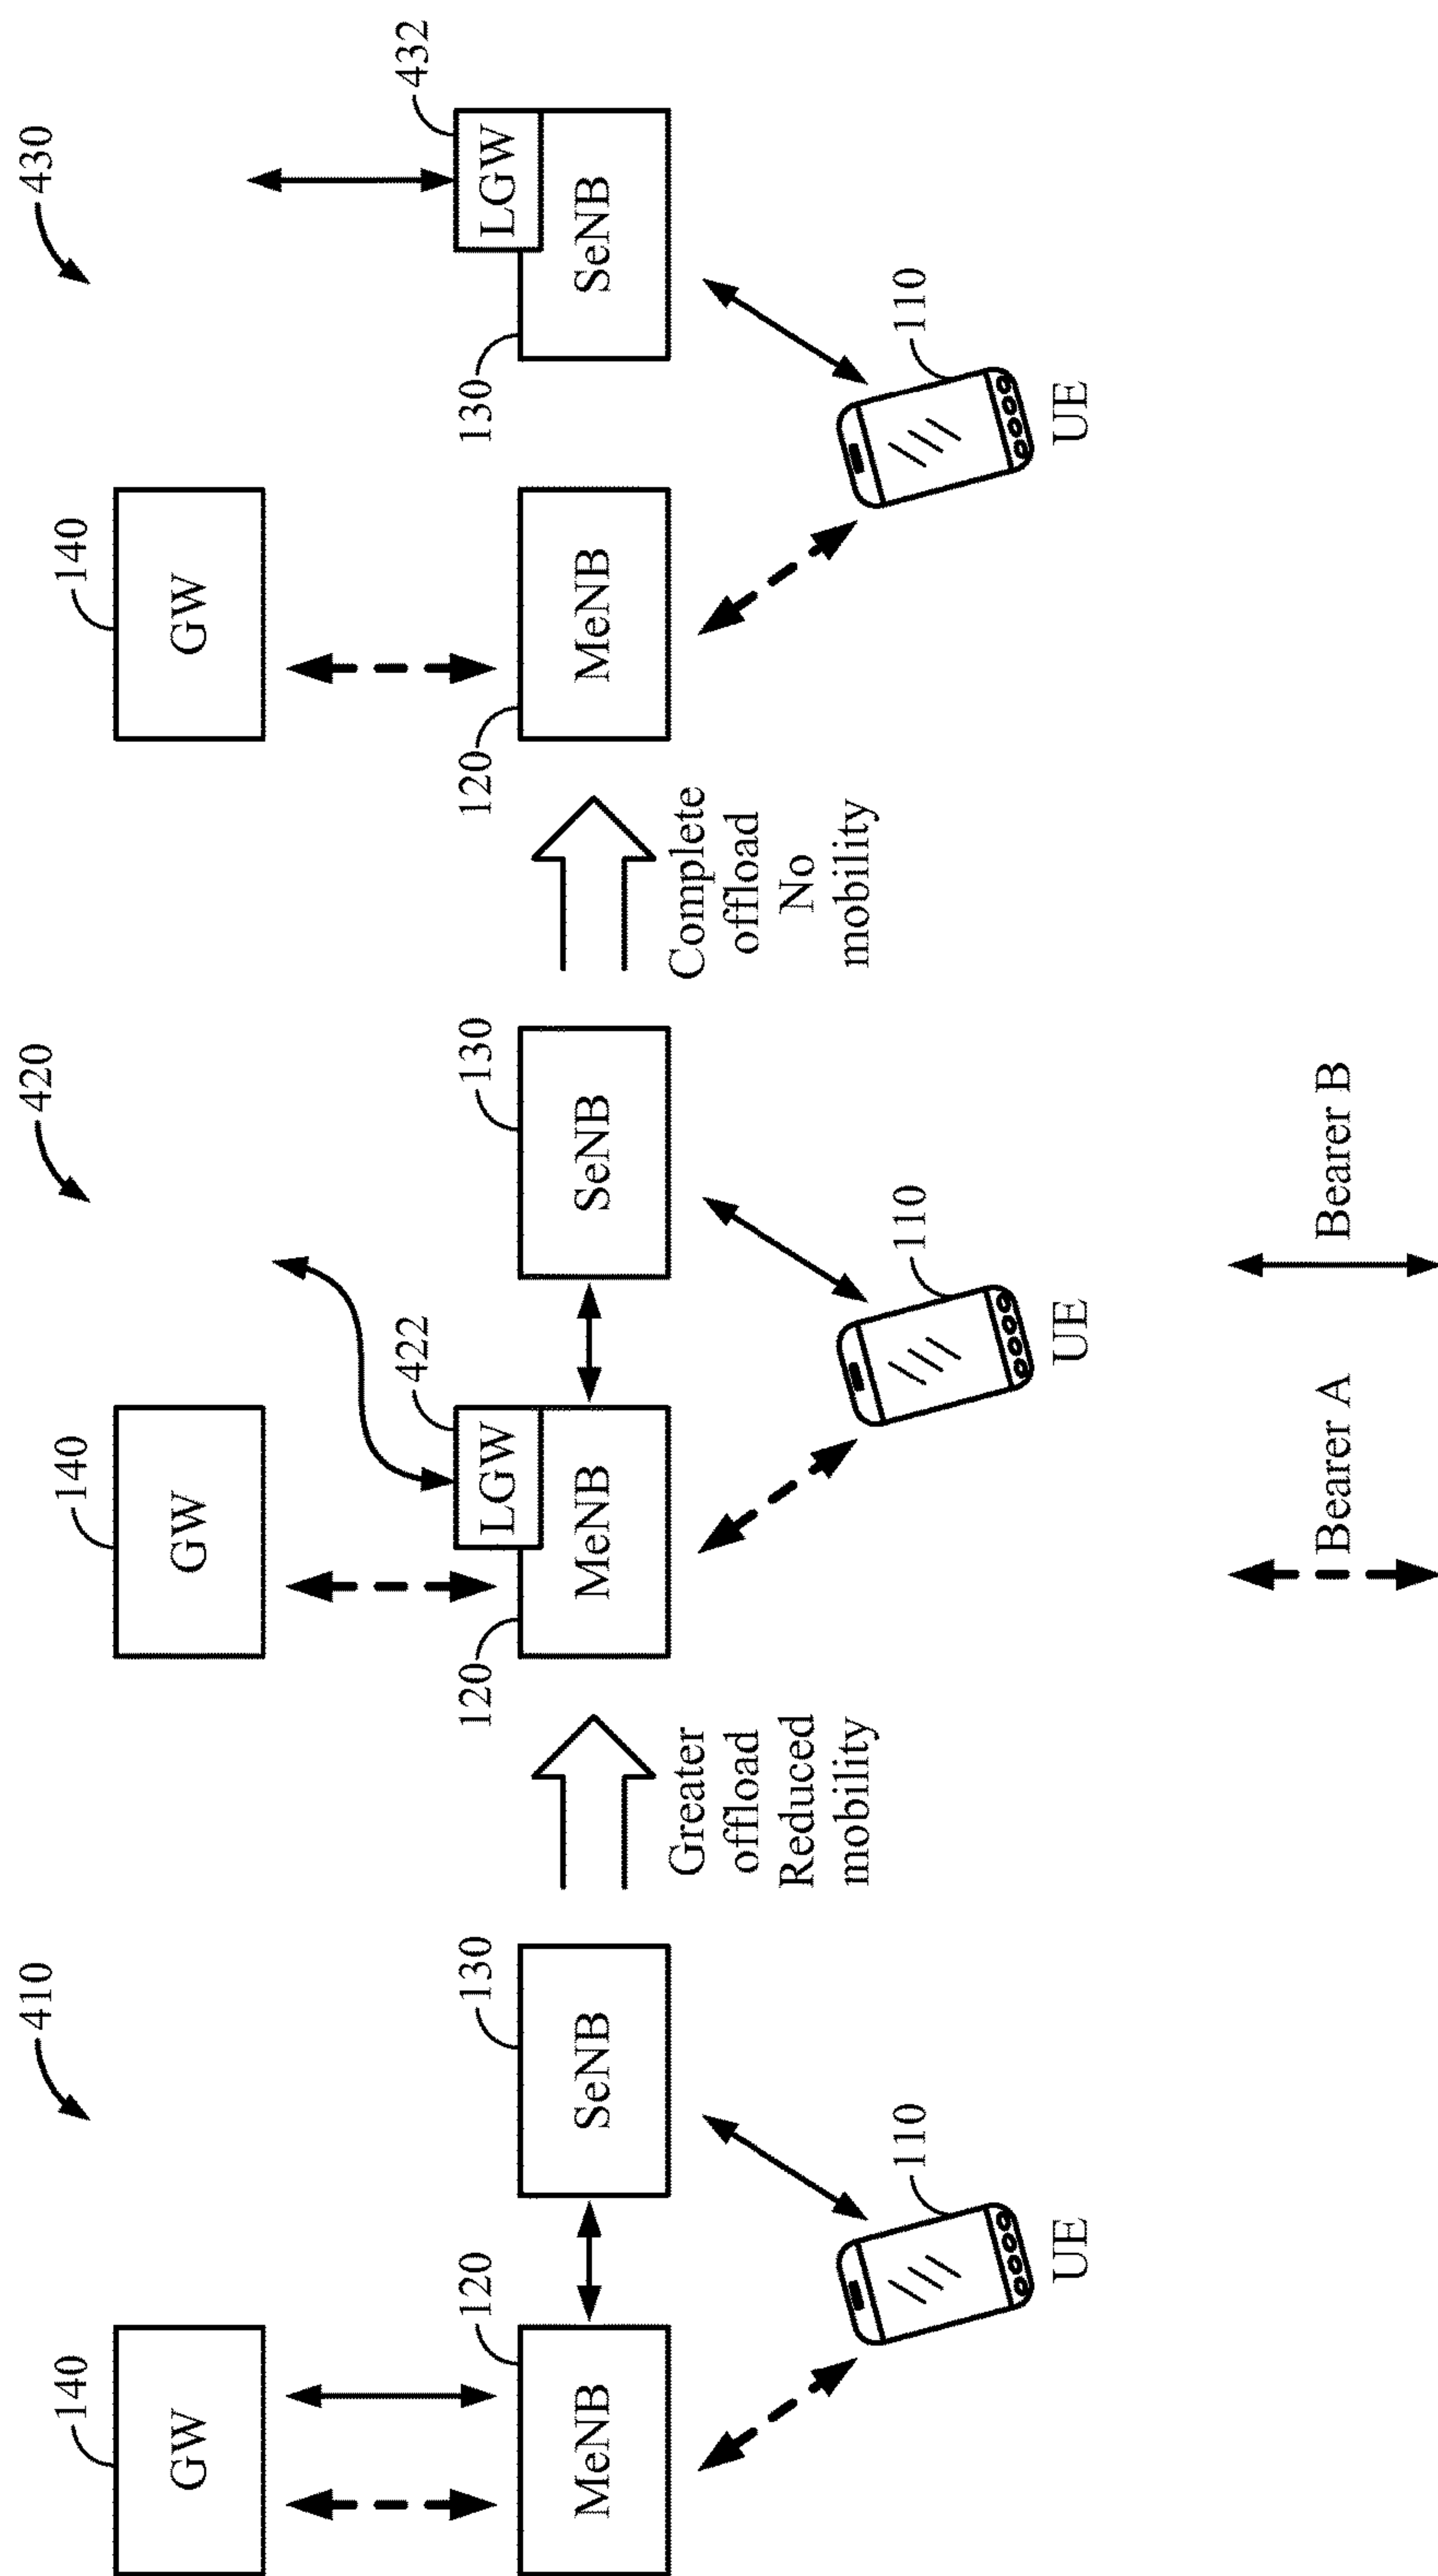 410
140
GW
120
MeNB
130
SeNB
110
UE
Greater
offload
Reduced
mobility
420
140
GW
422
LGW
120
MeNB
130
SeNB
110
UE
Complete
offload
No
mobility
430
140
GW
432
LGW
120
MeNB
130
SeNB
110
UE
Bearer A
Bearer B